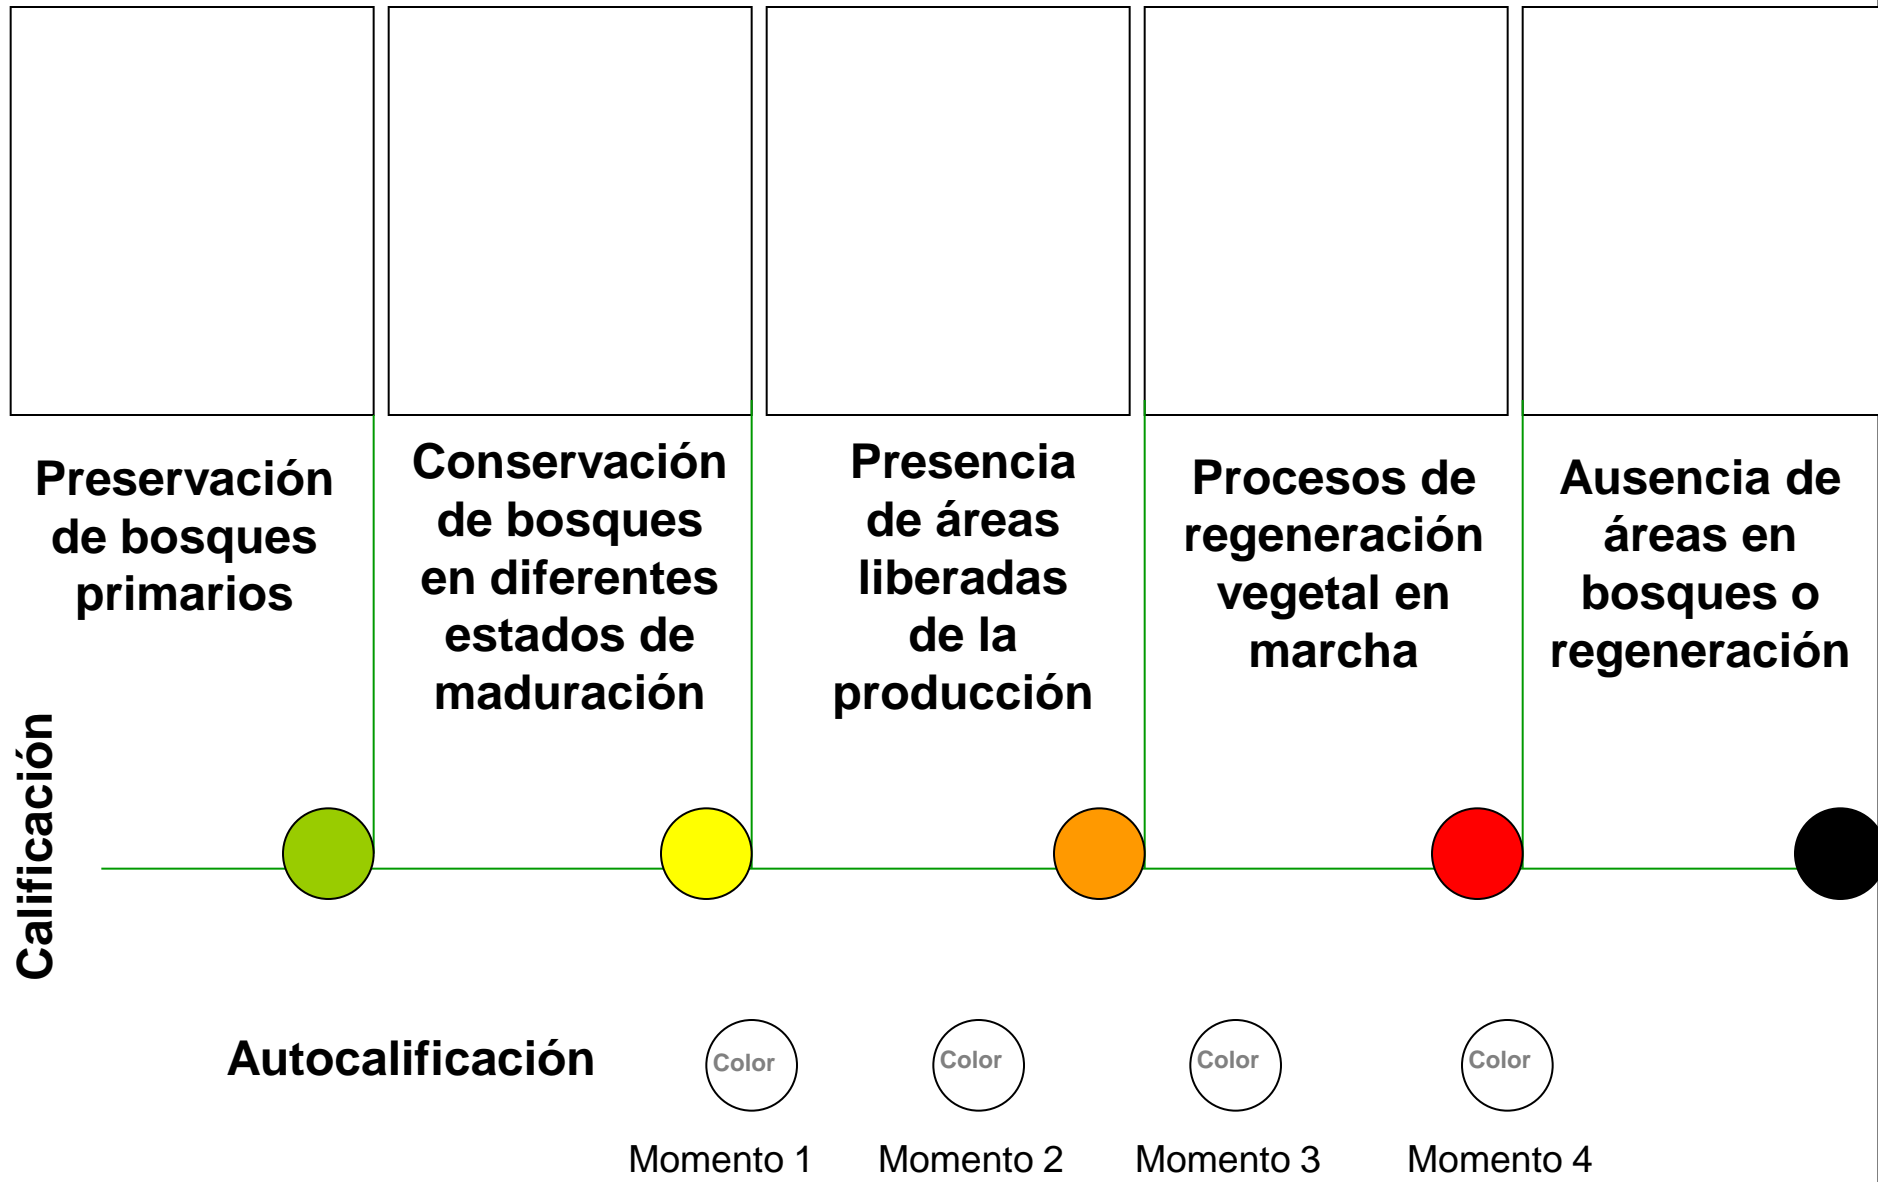 Preservación
de bosques
primarios
Conservación
de bosques
en diferentes
estados de
maduración
Presencia
de áreas
liberadas
de la
producción
Procesos de
regeneración
vegetal en
marcha
Ausencia de
áreas en
bosques o
regeneración
Calificación
Autocalificación
Color
Color
Color
Color
Momento 1
Momento 2
Momento 3
Momento 4